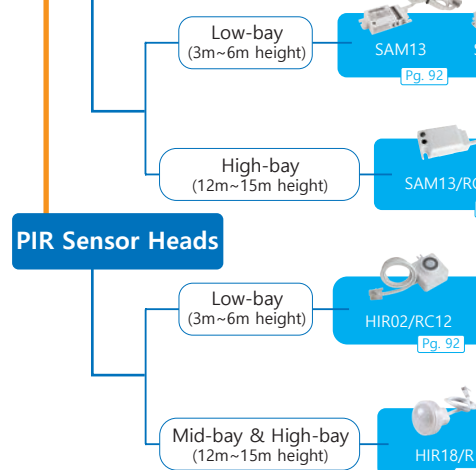 Low-bay
(3m~6m height)
SAM13
Pg. 92
High-bay
(12m~15m height)
PIR Sensor Heads
Low-bay
(3m~6m height)
HIR02/RC12
Pg. 92
Mid-bay & High-bay
(12m~15m height)